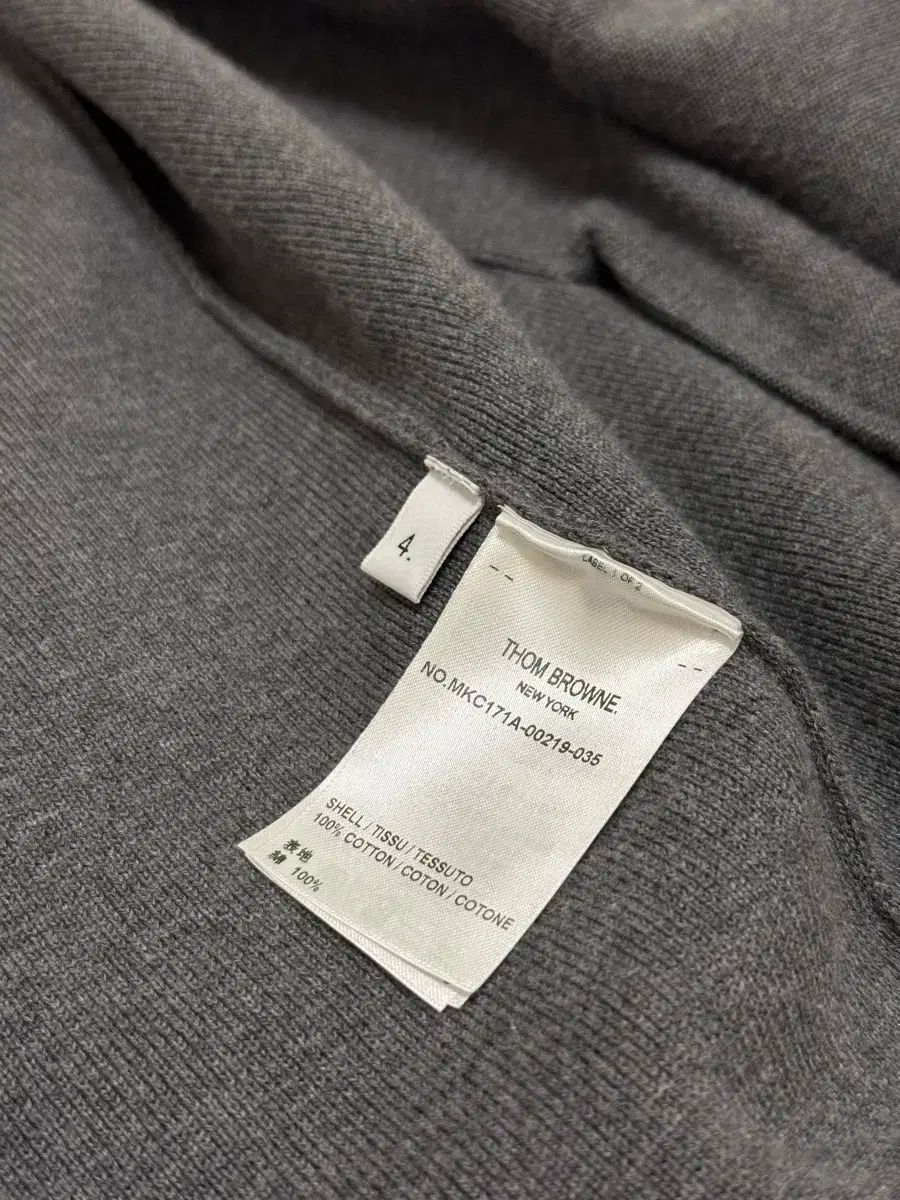 4.
LABEL 1 OF 2
THOM BROWNE.
NEW YORK
NO.MKC171A-00219-035
SHELL / TISSU / TESSUTO
100% COTTON / COTON / COTONE
表地
綿 100%